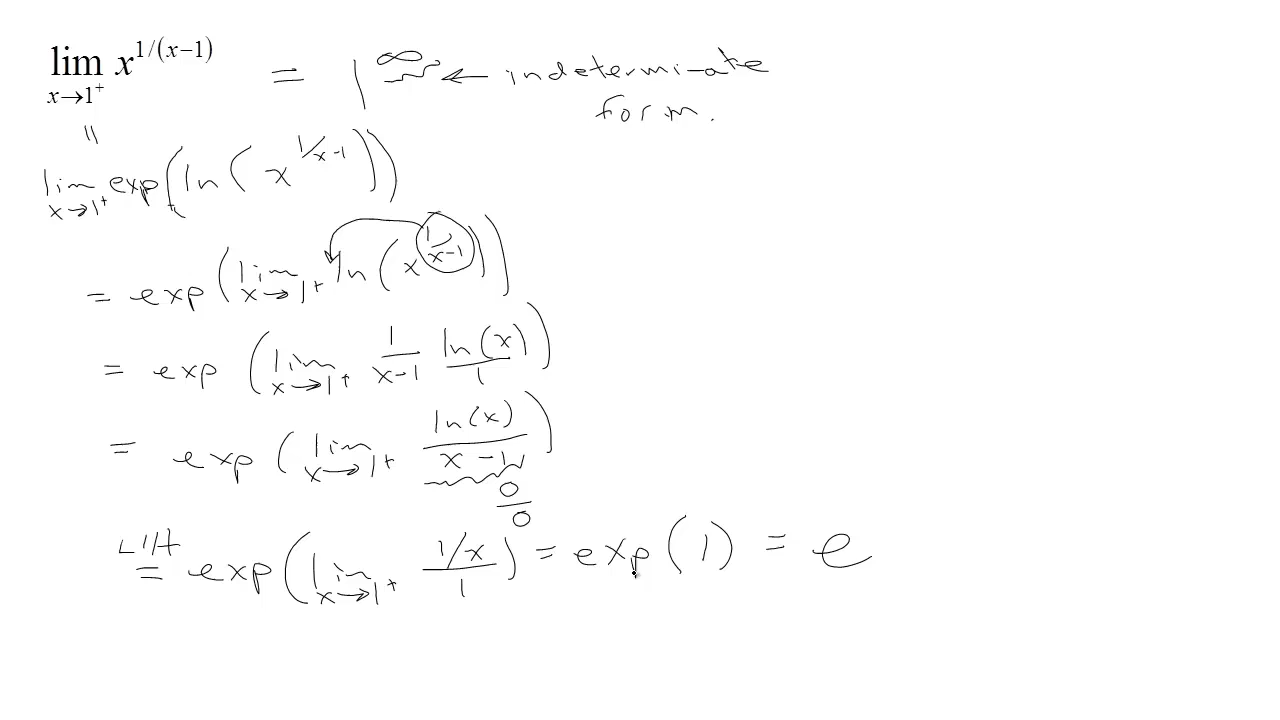 lim x→1⁺ x^{1/(x−1)} = 1^∞ ← indeterminate
form.
||
lim x→1⁺ exp(ln(x^{1/x−1}))
= exp(lim x→1⁺ ln(x^{1/x−1}))
= exp(lim x→1⁺ 1/(x−1) ln(x)/1)
= exp(lim x→1⁺ ln(x)/(x−1))
0/0
L'H = exp(lim x→1⁺ (1/x)/1) = exp(1) = e